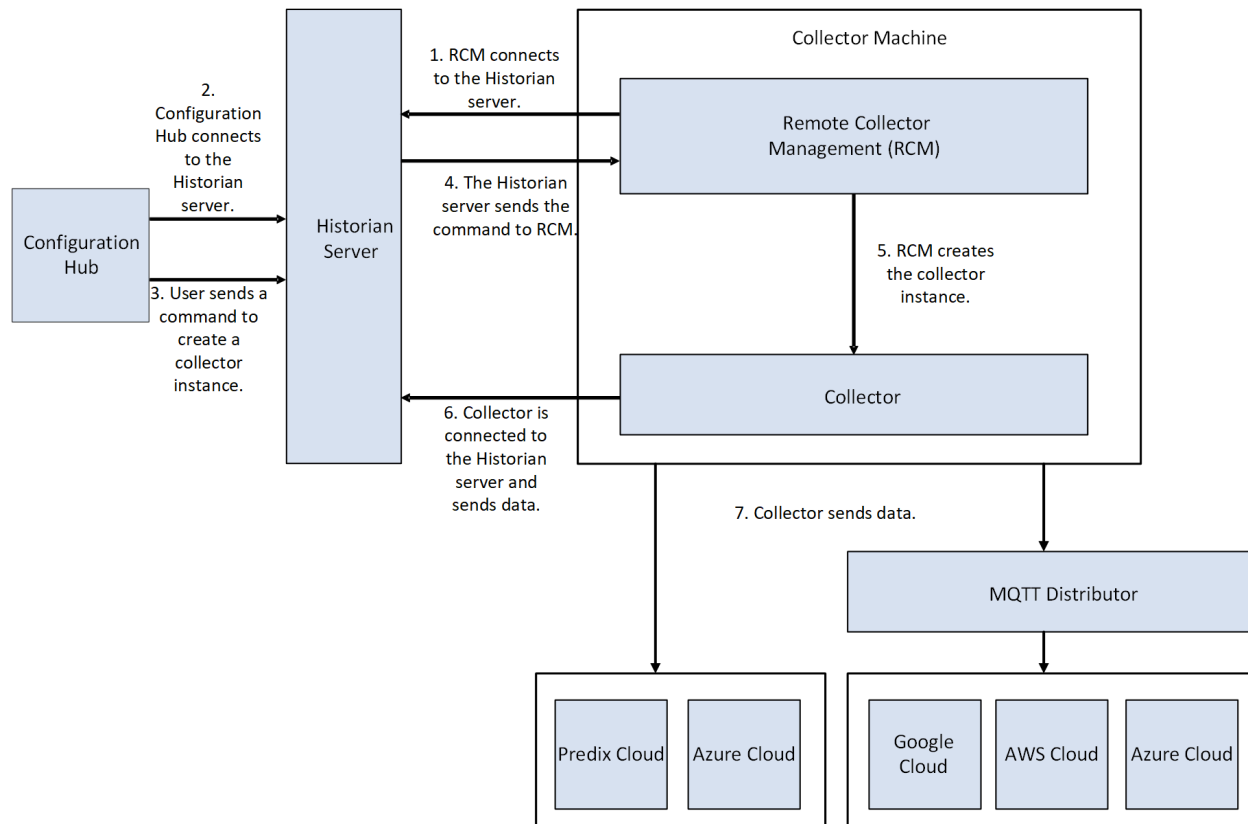 Collector Machine
1. RCM connects
to the Historian
server.
2.
Configuration
Hub connects
to the
Historian
server.
Remote Collector
Management (RCM)
4. The Historian
server sends the
command to RCM.
Historian
Server
Configuration
Hub
5. RCM creates
the collector
instance.
3. User sends a
command to
create a
collector
instance.
Collector
6. Collector is
connected to
the Historian
server and
sends data.
7. Collector sends data.
MQTT Distributor
Predix Cloud
Azure Cloud
Google
Cloud
AWS Cloud
Azure Cloud